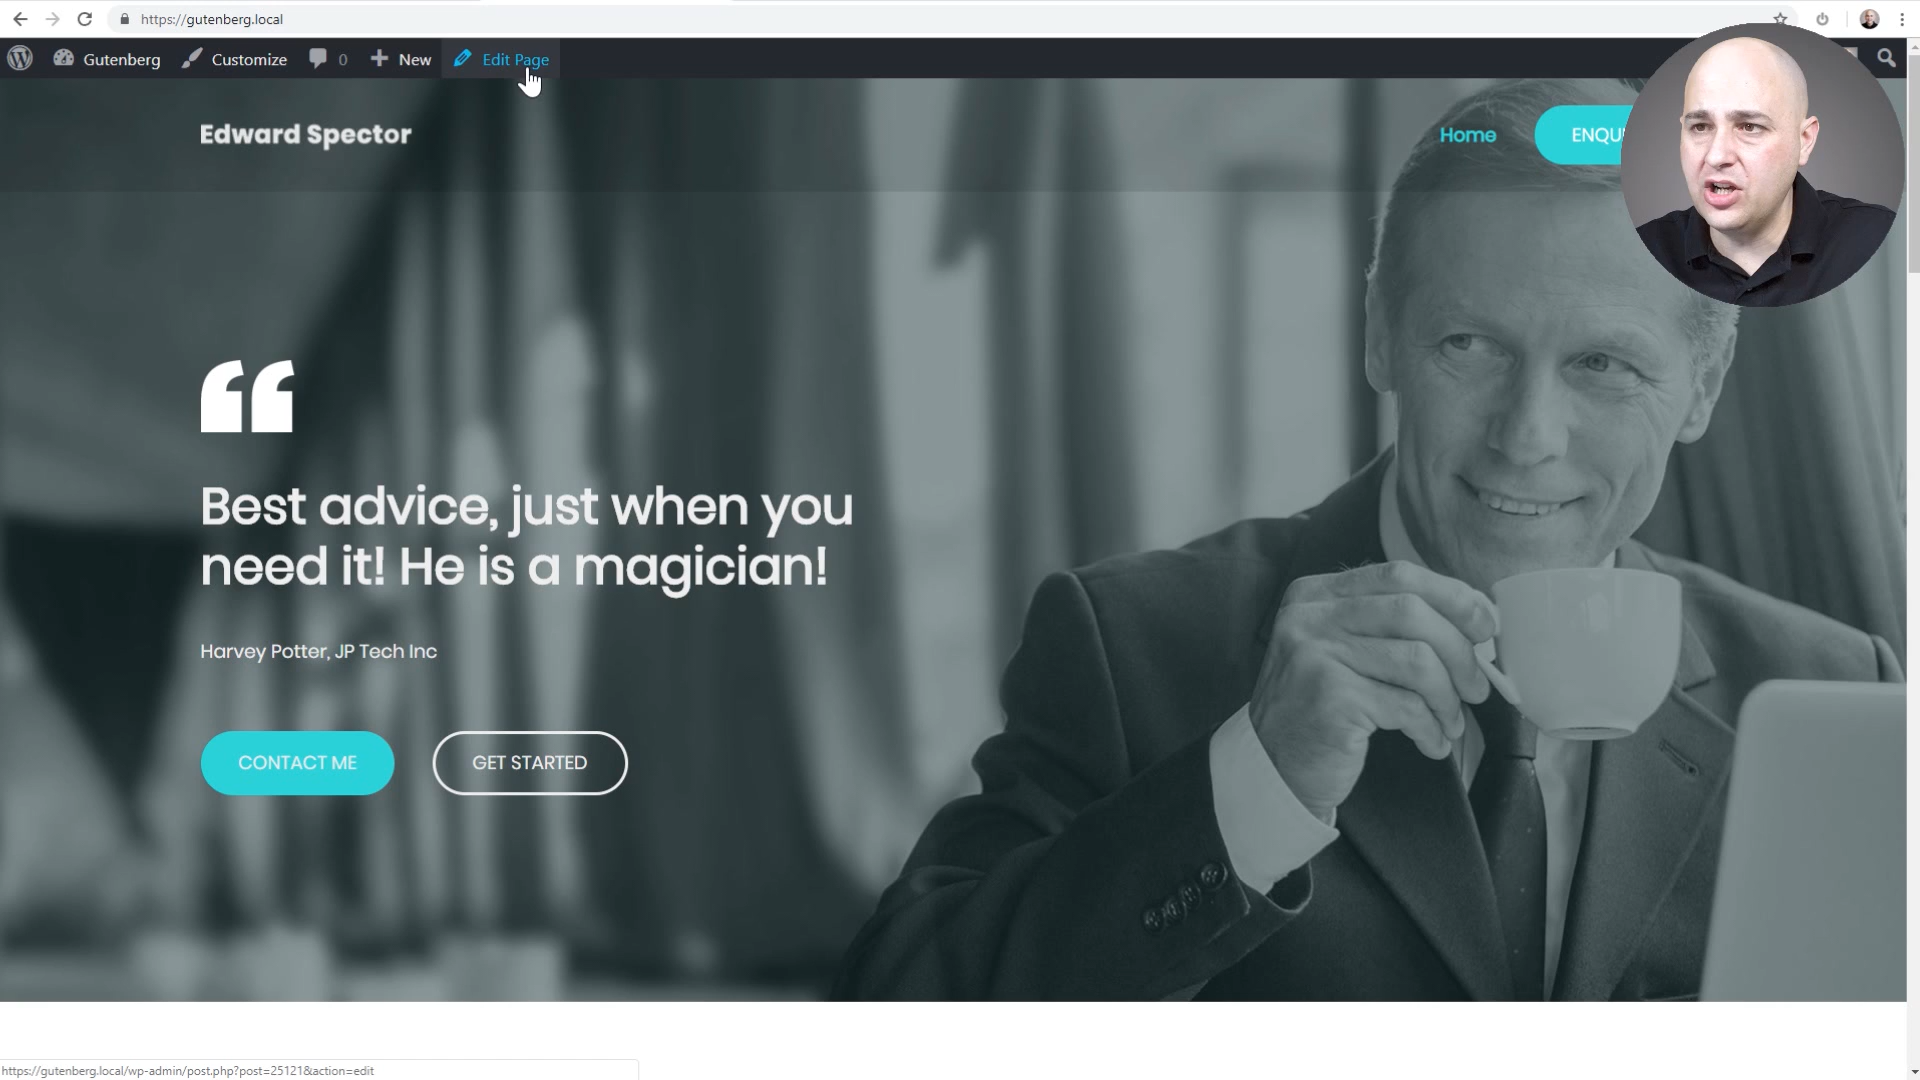 https://gutenberg.local
Gutenberg
Customize
0
New
Edit Page
Edward Spector
Home
Best advice, just when you
need it! He is a magician!
Harvey Potter, JP Tech Inc
CONTACT ME
GET STARTED
https://gutenberg.local/wp-admin/post.php?post=25121&action=edit